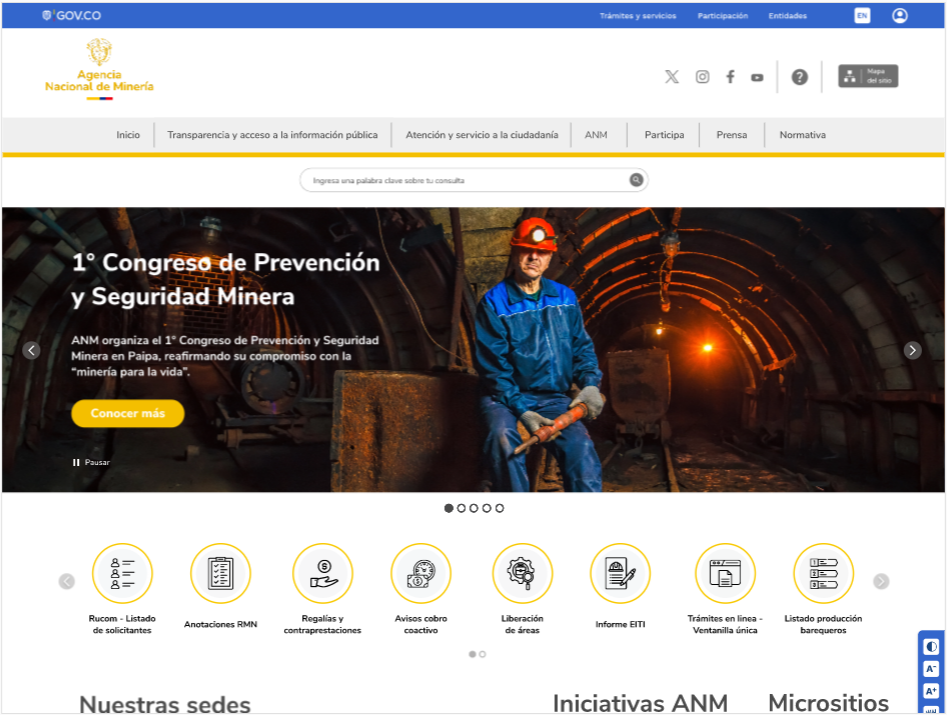 GOV.CO
Trámites y servicios
Participación
Entidades
EN
Agencia
Nacional de Minería
Mapa
del sitio
Inicio
Transparencia y acceso a la información pública
Atención y servicio a la ciudadanía
ANM
Participa
Prensa
Normativa
Ingresa una palabra clave sobre tu consulta
1° Congreso de Prevención
y Seguridad Minera
ANM organiza el 1° Congreso de Prevención y Seguridad
Minera en Paipa, reafirmando su compromiso con la
“minería para la vida”.
Conocer más
Pausar
Rucom - Listado
de solicitantes
Anotaciones RMN
Regalías y
contraprestaciones
Avisos cobro
coactivo
Liberación
de áreas
Informe EITI
Trámites en línea -
Ventanilla única
Listado producción
barequeros
A-
A+
Nuestras sedes
Iniciativas ANM
Micrositios